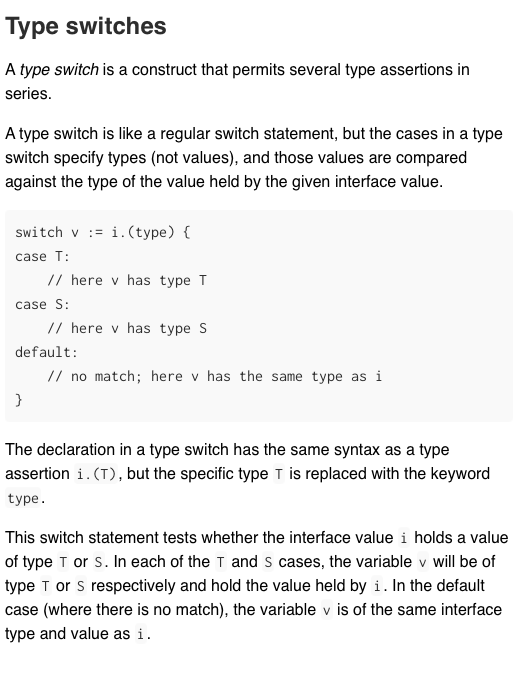 Type switches
A type switch is a construct that permits several type assertions in
series.
A type switch is like a regular switch statement, but the cases in a type
switch specify types (not values), and those values are compared
against the type of the value held by the given interface value.
switch v := i.(type) {
case T:
    // here v has type T
case S:
    // here v has type S
default:
    // no match; here v has the same type as i
}
The declaration in a type switch has the same syntax as a type
assertion i.(T), but the specific type T is replaced with the keyword
type.
This switch statement tests whether the interface value i holds a value
of type T or S. In each of the T and S cases, the variable v will be of
type T or S respectively and hold the value held by i. In the default
case (where there is no match), the variable v is of the same interface
type and value as i.